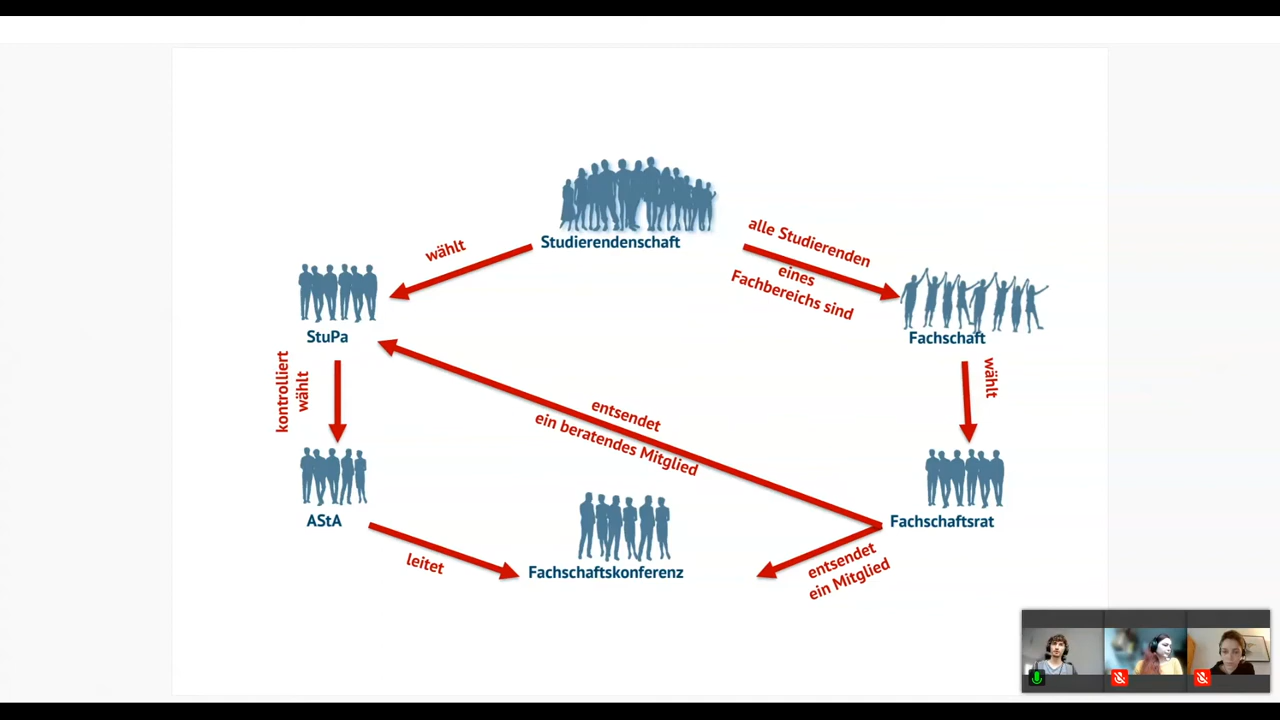 Studierendenschaft
wählt
alle Studierenden
eines
Fachbereichs sind
StuPa
Fachschaft
kontrolliert
wählt
wählt
entsendet
ein beratendes Mitglied
AStA
Fachschaftsrat
leitet
Fachschaftskonferenz
entsendet
ein Mitglied